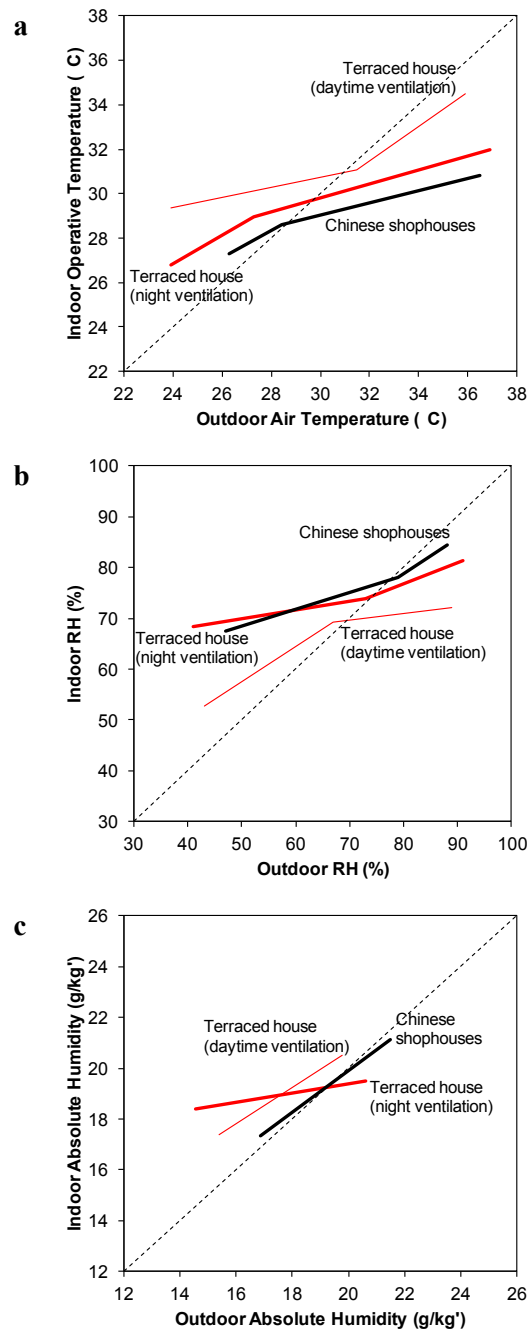 a
38
36
34
32
30
28
26
24
22
Indoor Operative Temperature ( C)
Terraced house
(daytime ventilation)
Chinese shophouses
Terraced house
(night ventilation)
22 24 26 28 30 32 34 36 38
Outdoor Air Temperature ( C)
b
100
90
80
70
60
50
40
30
Indoor RH (%)
Chinese shophouses
Terraced house
(night ventilation)
Terraced house
(daytime ventilation)
30 40 50 60 70 80 90 100
Outdoor RH (%)
c
26
24
22
20
18
16
14
12
Indoor Absolute Humidity (g/kg')
Terraced house
(daytime ventilation)
Chinese
shophouses
Terraced house
(night ventilation)
12 14 16 18 20 22 24 26
Outdoor Absolute Humidity (g/kg')